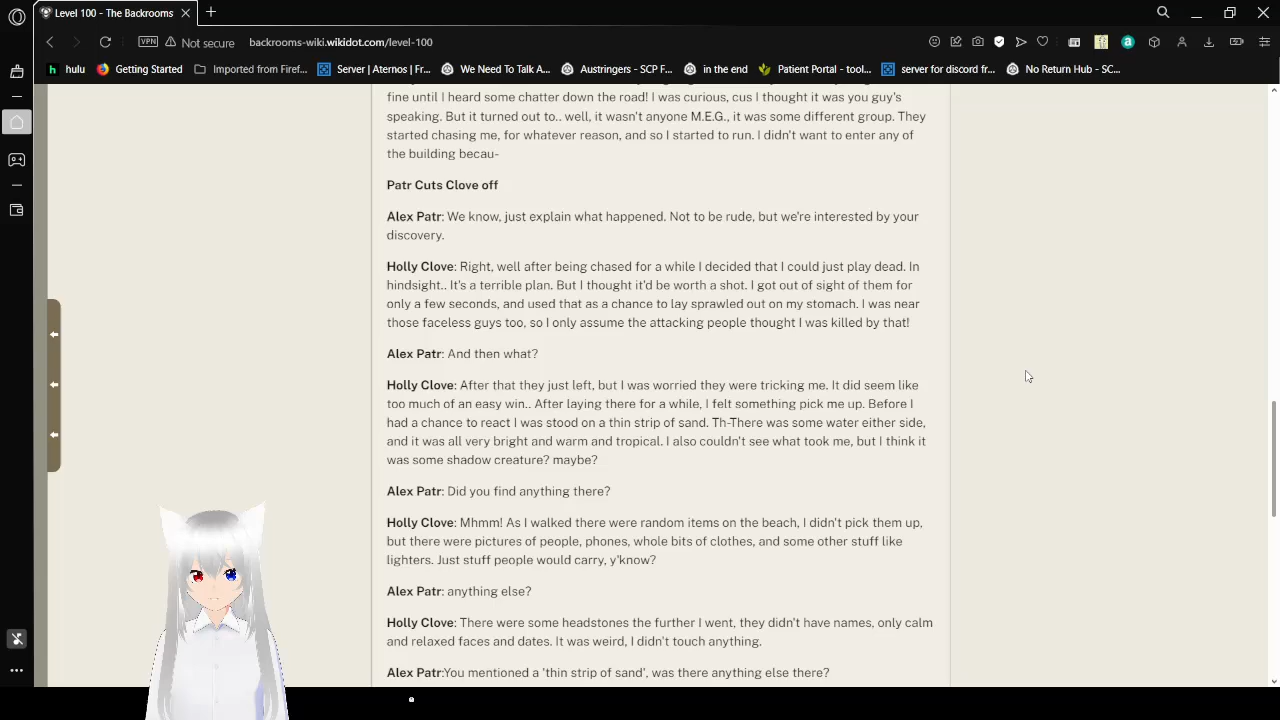 Level 100 - The Backrooms
VPN
Not secure
backrooms-wiki.wikidot.com/level-100
hulu
Getting Started
Imported from Firef...
Server | Aternos | Fr...
We Need To Talk A...
Austringers - SCP F...
in the end
Patient Portal - tool...
server for discord fr...
No Return Hub - SC...
fine until I heard some chatter down the road! I was curious, cus I thought it was you guy's
speaking. But it turned out to.. well, it wasn't anyone M.E.G., it was some different group. They
started chasing me, for whatever reason, and so I started to run. I didn't want to enter any of
the building becau-
Patr Cuts Clove off
Alex Patr: We know, just explain what happened. Not to be rude, but we're interested by your
discovery.
Holly Clove: Right, well after being chased for a while I decided that I could just play dead. In
hindsight.. It's a terrible plan. But I thought it'd be worth a shot. I got out of sight of them for
only a few seconds, and used that as a chance to lay sprawled out on my stomach. I was near
those faceless guys too, so I only assume the attacking people thought I was killed by that!
Alex Patr: And then what?
Holly Clove: After that they just left, but I was worried they were tricking me. It did seem like
too much of an easy win.. After laying there for a while, I felt something pick me up. Before I
had a chance to react I was stood on a thin strip of sand. Th-There was some water either side,
and it was all very bright and warm and tropical. I also couldn't see what took me, but I think it
was some shadow creature? maybe?
Alex Patr: Did you find anything there?
Holly Clove: Mhmm! As I walked there were random items on the beach, I didn't pick them up,
but there were pictures of people, phones, whole bits of clothes, and some other stuff like
lighters. Just stuff people would carry, y'know?
Alex Patr: anything else?
Holly Clove: There were some headstones the further I went, they didn't have names, only calm
and relaxed faces and dates. It was weird, I didn't touch anything.
Alex Patr:You mentioned a 'thin strip of sand', was there anything else there?